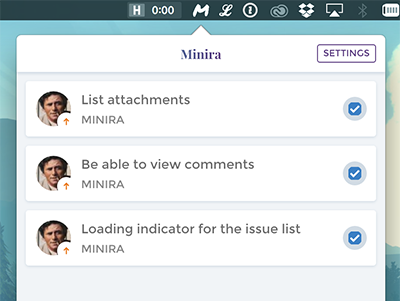 H 0:00
Minira
SETTINGS
List attachments
MINIRA
Be able to view comments
MINIRA
Loading indicator for the issue list
MINIRA